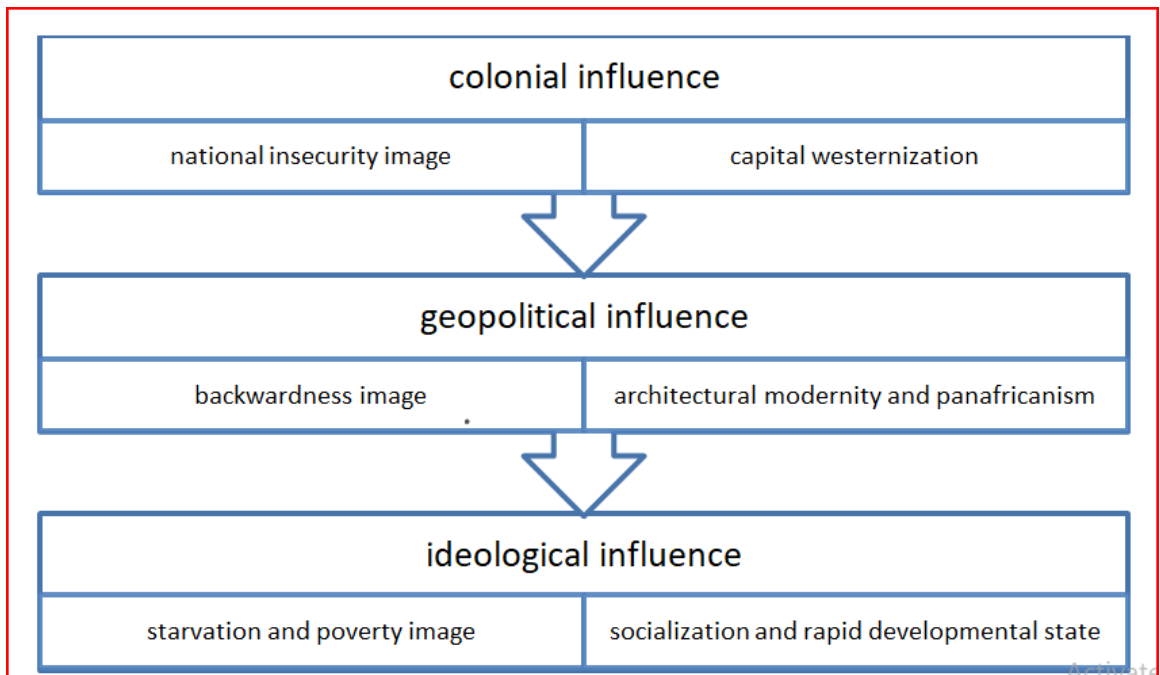 colonial influence
national insecurity image
capital westernization
geopolitical influence
backwardness image
architectural modernity and panafricanism
ideological influence
starvation and poverty image
socialization and rapid developmental state
Activate